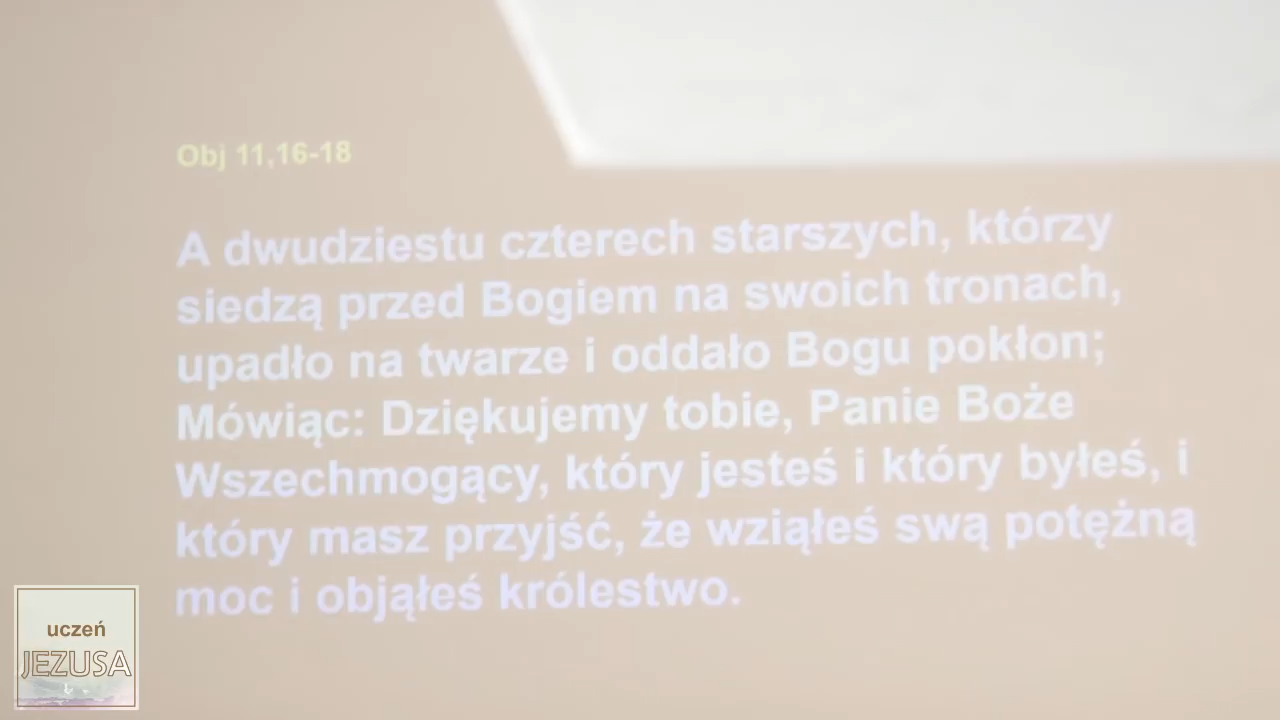 Obj 11,16-18
A dwudziestu czterech starszych, którzy
siedzą przed Bogiem na swoich tronach,
upadło na twarze i oddało Bogu pokłon;
Mówiąc: Dziękujemy tobie, Panie Boże
Wszechmogący, który jesteś i który byłeś, i
który masz przyjść, że wziąłeś swą potężną
moc i objąłeś królestwo.
uczeń
JEZUSA